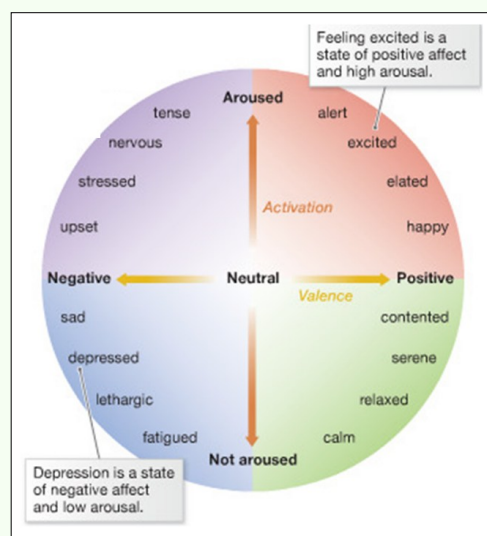 Feeling excited is a
state of positive affect
and high arousal.
Aroused
tense
alert
nervous
excited
stressed
elated
Activation
upset
happy
Negative
Neutral
Positive
Valence
sad
contented
depressed
serene
lethargic
relaxed
fatigued
calm
Not aroused
Depression is a state
of negative affect
and low arousal.